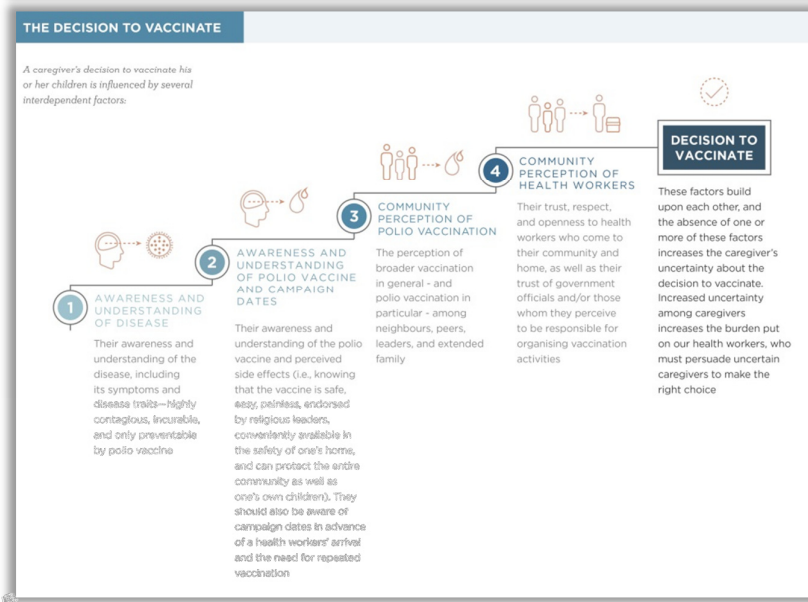 THE DECISION TO VACCINATE
A caregiver's decision to vaccinate his
or her children is influenced by several
interdependent factors:
1
AWARENESS AND
UNDERSTANDING
OF DISEASE
Their awareness and
understanding of the
disease, including
its symptoms and
disease traits—highly
contagious, incurable,
and only preventable
by polio vaccine
2
AWARENESS AND
UNDERSTANDING
OF POLIO VACCINE
AND CAMPAIGN
DATES
Their awareness and
understanding of the polio
vaccine and perceived
side effects (i.e., knowing
that the vaccine is safe,
easy, painless, endorsed
by religious leaders,
conveniently available in
the safety of one's home,
and can protect the entire
community as well as
one's own children). They
should also be aware of
campaign dates in advance
of a health workers' arrival
and the need for repeated
vaccination
3
COMMUNITY
PERCEPTION OF
POLIO VACCINATION
The perception of
broader vaccination
in general - and
polio vaccination in
particular - among
neighbours, peers,
leaders, and extended
family
4
COMMUNITY
PERCEPTION OF
HEALTH WORKERS
Their trust, respect,
and openness to health
workers who come to
their community and
home, as well as their
trust of government
officials and/or those
whom they perceive
to be responsible for
organising vaccination
activities
DECISION TO
VACCINATE
These factors build
upon each other, and
the absence of one or
more of these factors
increases the caregiver's
uncertainty about the
decision to vaccinate.
Increased uncertainty
among caregivers
increases the burden put
on our health workers, who
must persuade uncertain
caregivers to make the
right choice